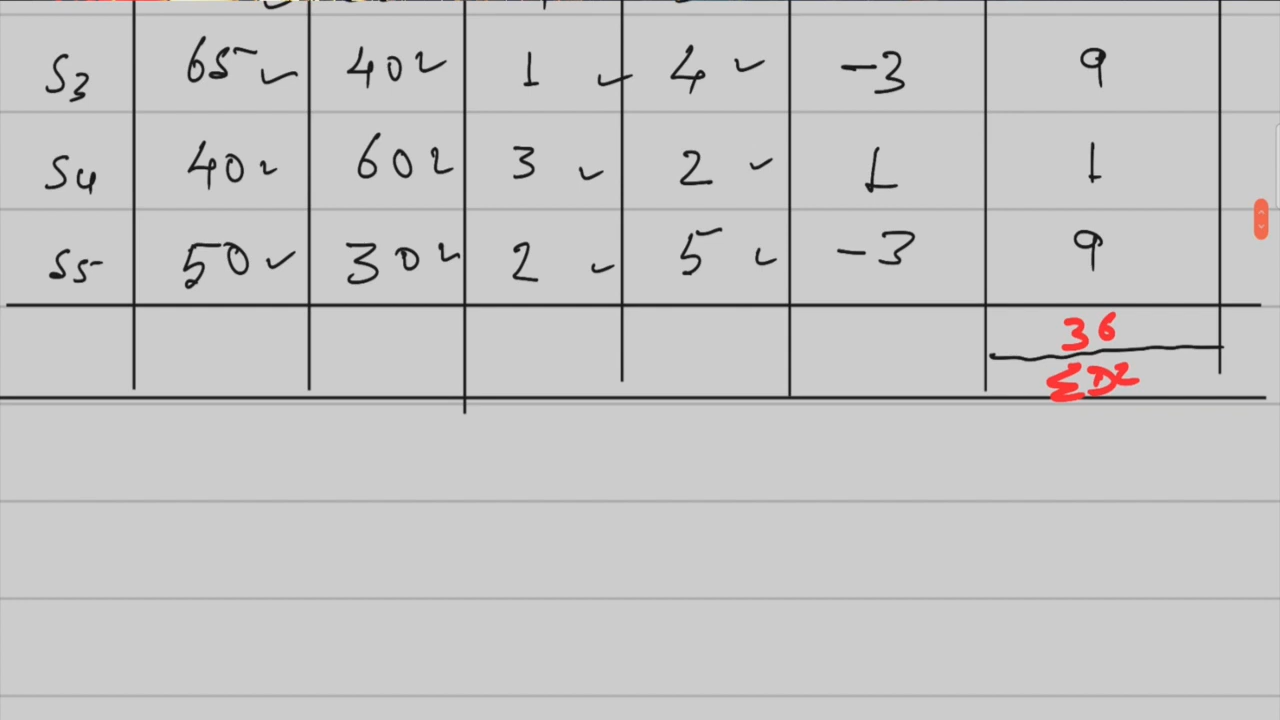 S3 65 ✓ 40 ✓ 1 ✓ 4 ✓ -3 9
S4 40 ✓ 60 ✓ 3 ✓ 2 ✓ 1 1
S5 50 ✓ 30 ✓ 2 ✓ 5 ✓ -3 9
36
ΣD²